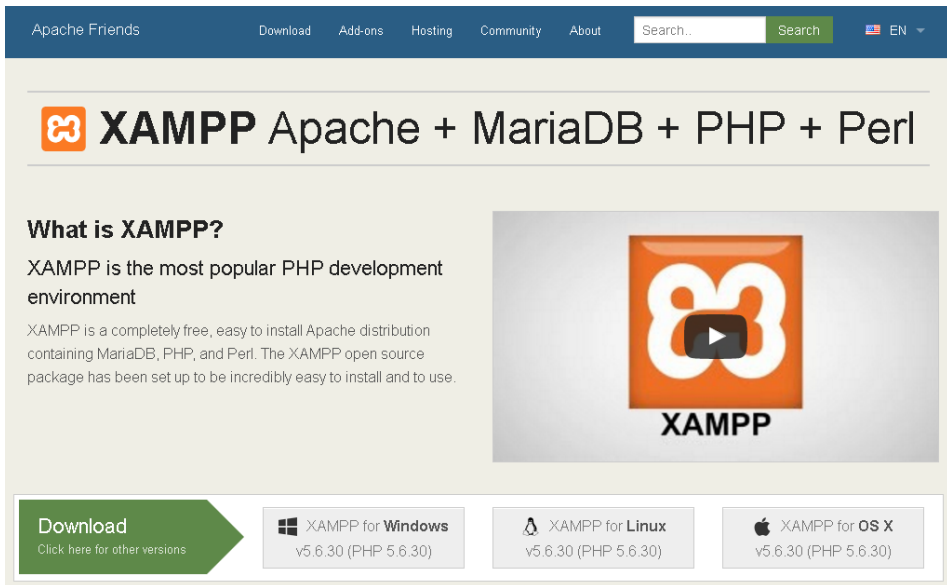 Apache Friends Download Add-ons Hosting Community About Search.. Search EN
XAMPP Apache + MariaDB + PHP + Perl
What is XAMPP?
XAMPP is the most popular PHP development
environment
XAMPP is a completely free, easy to install Apache distribution
containing MariaDB, PHP, and Perl. The XAMPP open source
package has been set up to be incredibly easy to install and to use.
XAMPP
Download
Click here for other versions
XAMPP for Windows
v5.6.30 (PHP 5.6.30)
XAMPP for Linux
v5.6.30 (PHP 5.6.30)
XAMPP for OS X
v5.6.30 (PHP 5.6.30)